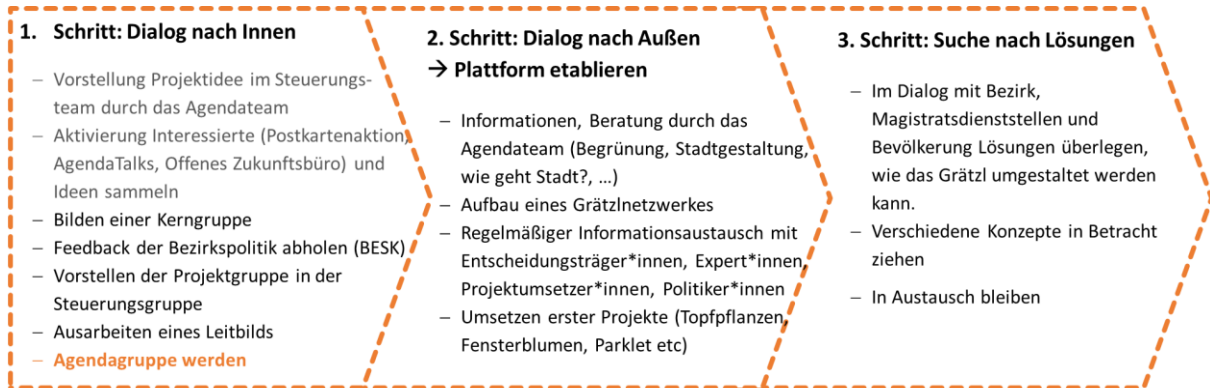 1. Schritt: Dialog nach Innen
– Vorstellung Projektidee im Steuerungs-
team durch das Agendateam
– Aktivierung Interessierte (Postkartenaktion,
AgendaTalks, Offenes Zukunftsbüro) und
Ideen sammeln
– Bilden einer Kerngruppe
– Feedback der Bezirkspolitik abholen (BESK)
– Vorstellen der Projektgruppe in der
Steuerungsgruppe
– Ausarbeiten eines Leitbilds
– Agendagruppe werden
2. Schritt: Dialog nach Außen
→ Plattform etablieren
– Informationen, Beratung durch das
Agendateam (Begrünung, Stadtgestaltung,
wie geht Stadt?, ...)
– Aufbau eines Grätzlnetzwerkes
– Regelmäßiger Informationsaustausch mit
Entscheidungsträger*innen, Expert*innen,
Projektumsetzer*innen, Politiker*innen
– Umsetzen erster Projekte (Topfpflanzen,
Fensterblumen, Parklet etc)
3. Schritt: Suche nach Lösungen
– Im Dialog mit Bezirk,
Magistratsdienststellen und
Bevölkerung Lösungen überlegen,
wie das Grätzl umgestaltet werden
kann.
– Verschiedene Konzepte in Betracht
ziehen
– In Austausch bleiben